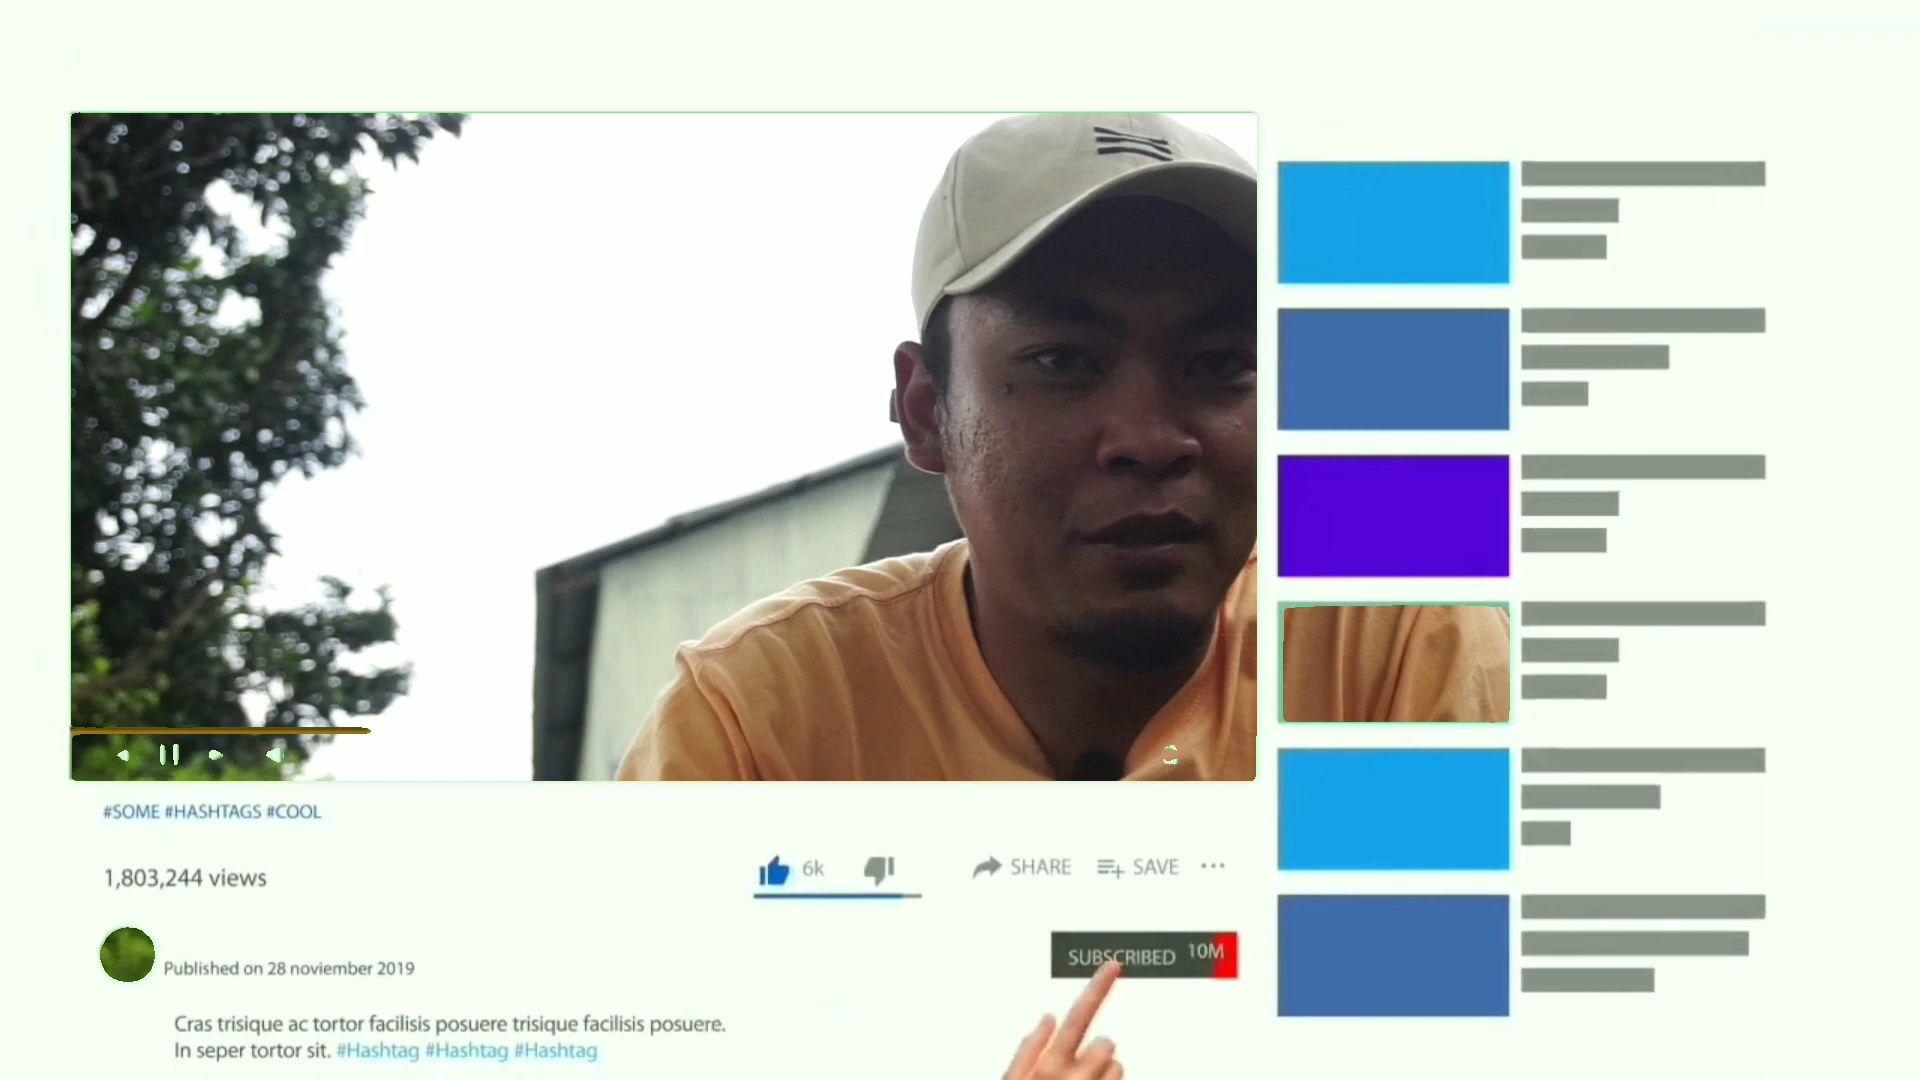 #SOME #HASHTAGS #COOL
1,803,244 views
6k
SHARE
SAVE
SUBSCRIBED 10M
Published on 28 noviember 2019
Cras trisique ac tortor facilisis posuere trisique facilisis posuere.
In seper tortor sit. #Hashtag #Hashtag #Hashtag